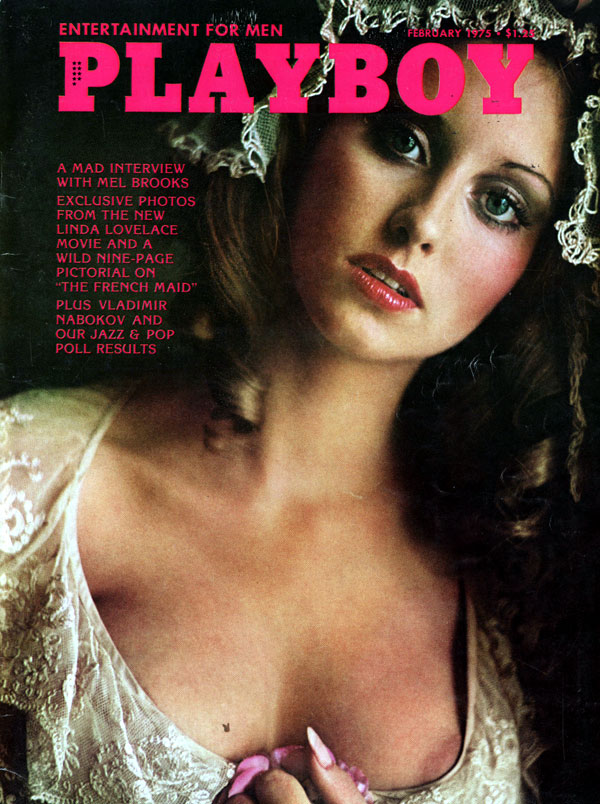 ENTERTAINMENT FOR MEN
FEBRUARY 1975 • $1.25
PLAYBOY
A MAD INTERVIEW
WITH MEL BROOKS
EXCLUSIVE PHOTOS
FROM THE NEW
LINDA LOVELACE
MOVIE AND A
WILD NINE-PAGE
PICTORIAL ON
"THE FRENCH MAID"
PLUS VLADIMIR
NABOKOV AND
OUR JAZZ & POP
POLL RESULTS